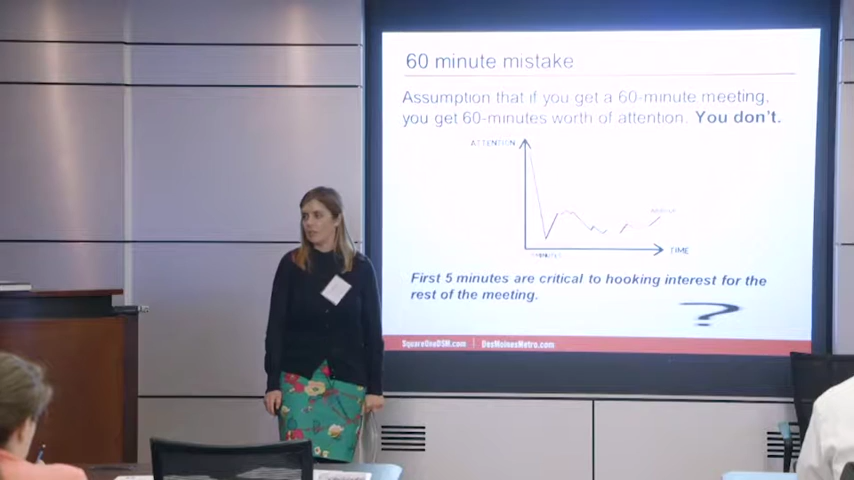 60 minute mistake
Assumption that if you get a 60-minute meeting,
you get 60-minutes worth of attention. You don't.
ATTENTION
TIME
First 5 minutes are critical to hooking interest for the
rest of the meeting.
?
SquareOneDSM.com | DesMoinesMetro.com